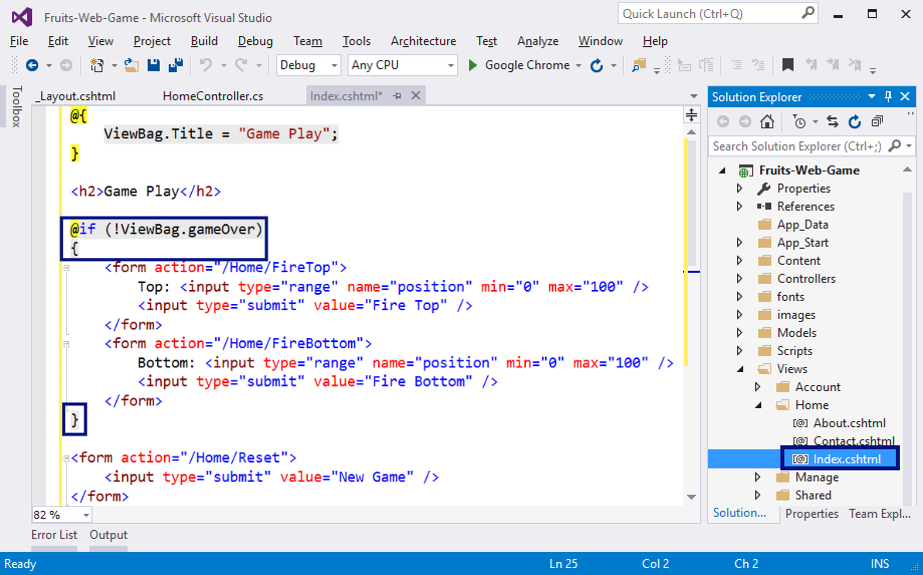 Fruits-Web-Game - Microsoft Visual Studio
Quick Launch (Ctrl+Q)
File Edit View Project Build Debug Team Tools Architecture Test Tools Analyze Window Help
Debug Any CPU Google Chrome
Toolbox
_Layout.cshtml HomeController.cs Index.cshtml*
@{
ViewBag.Title = "Game Play";
}
<h2>Game Play</h2>
@if (!ViewBag.gameOver)
{
<form action="/Home/FireTop">
Top: <input type="range" name="position" min="0" max="100" />
<input type="submit" value="Fire Top" />
</form>
<form action="/Home/FireBottom">
Bottom: <input type="range" name="position" min="0" max="100" />
<input type="submit" value="Fire Bottom" />
</form>
}
<form action="/Home/Reset">
<input type="submit" value="New Game" />
</form>
82 %
Solution Explorer
Search Solution Explorer (Ctrl+;)
Fruits-Web-Game
Properties
References
App_Data
App_Start
Content
Controllers
fonts
images
Models
Scripts
Views
Account
Home
About.cshtml
Contact.cshtml
Index.cshtml
Manage
Shared
Solution... Properties Team Expl...
Error List Output
Ready Ln 25 Col 2 Ch 2 INS